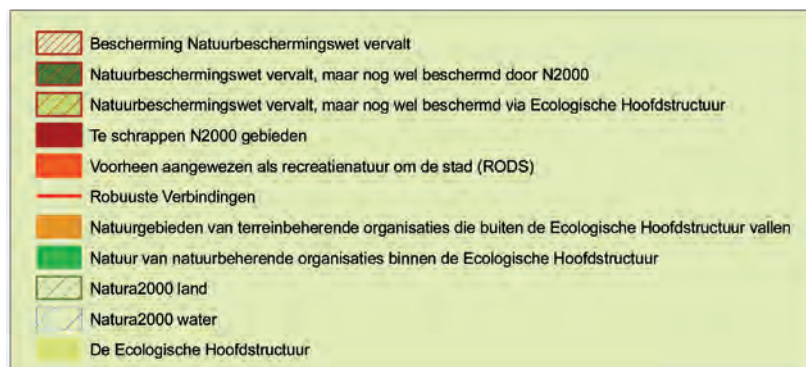 Bescherming Natuurbeschermingswet vervalt
Natuurbeschermingswet vervalt, maar nog wel beschermd door N2000
Natuurbeschermingswet vervalt, maar nog wel beschermd via Ecologische Hoofdstructuur
Te schrappen N2000 gebieden
Voorheen aangewezen als recreatienatuur om de stad (RODS)
Robuuste Verbindingen
Natuurgebieden van terreinbeherende organisaties die buiten de Ecologische Hoofdstructuur vallen
Natuur van natuurbeherende organisaties binnen de Ecologische Hoofdstructuur
Natura2000 land
Natura2000 water
De Ecologische Hoofdstructuur